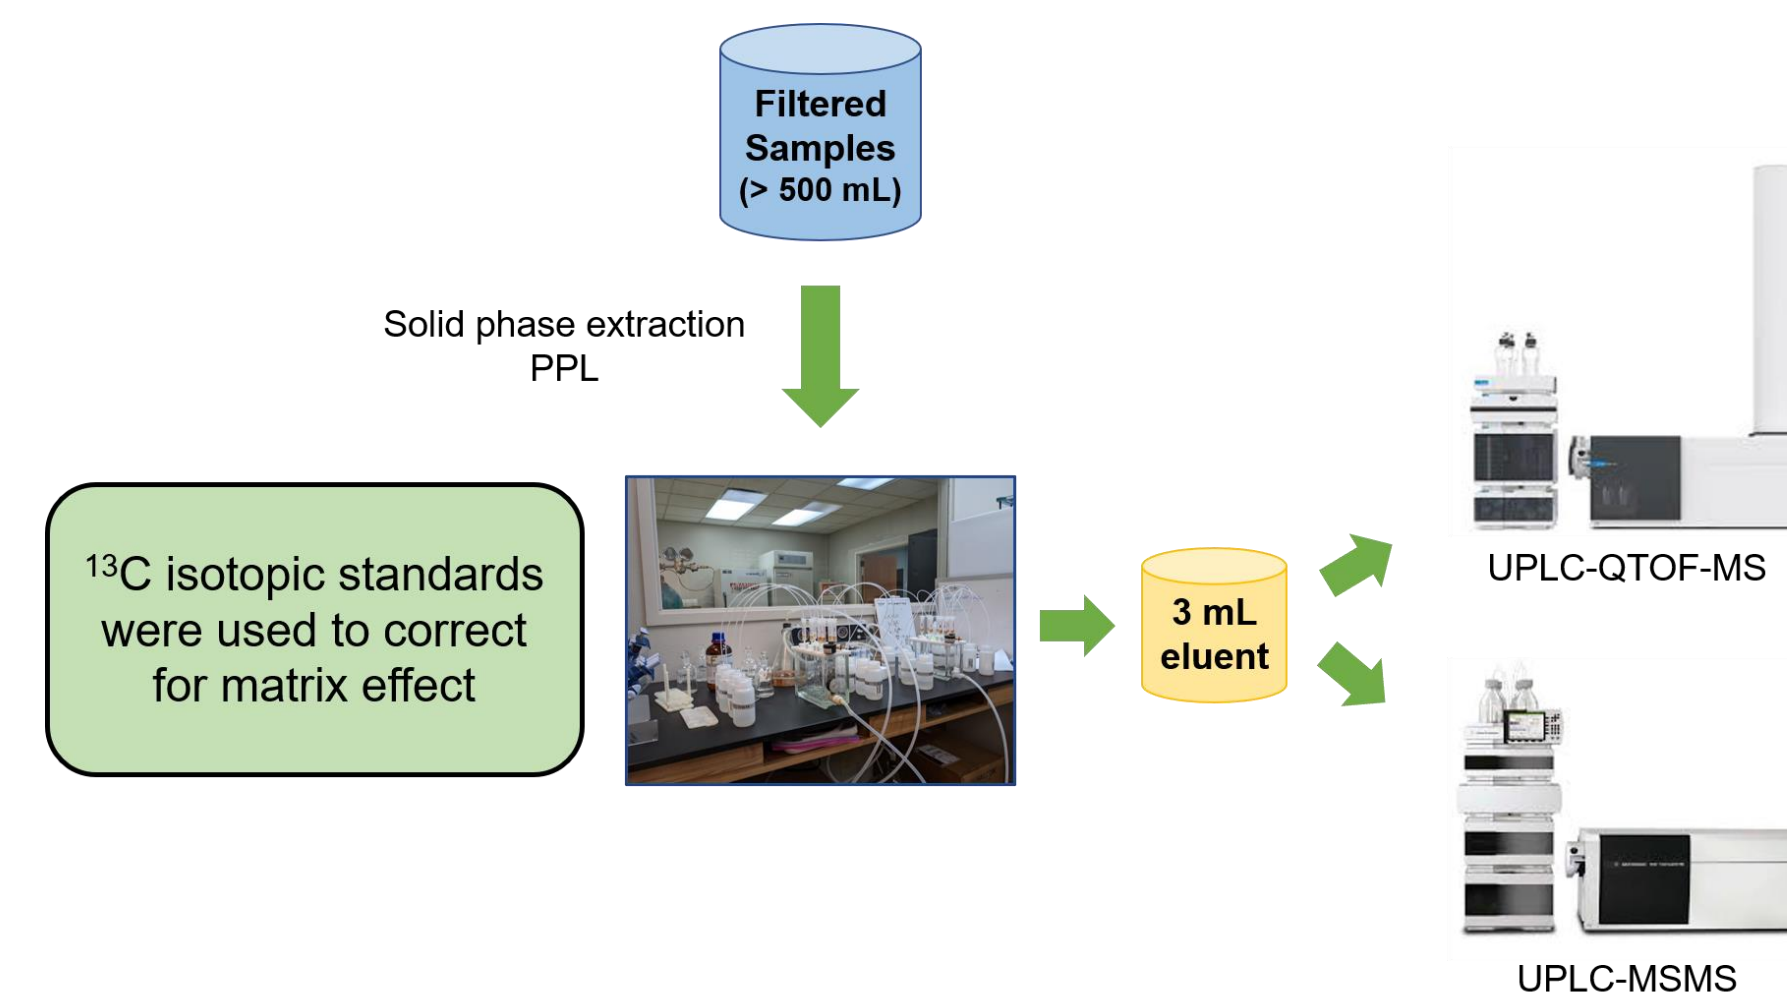 Filtered
Samples
(> 500 mL)
Solid phase extraction
PPL
¹³C isotopic standards
were used to correct
for matrix effect
3 mL
eluent
UPLC-QTOF-MS
UPLC-MSMS